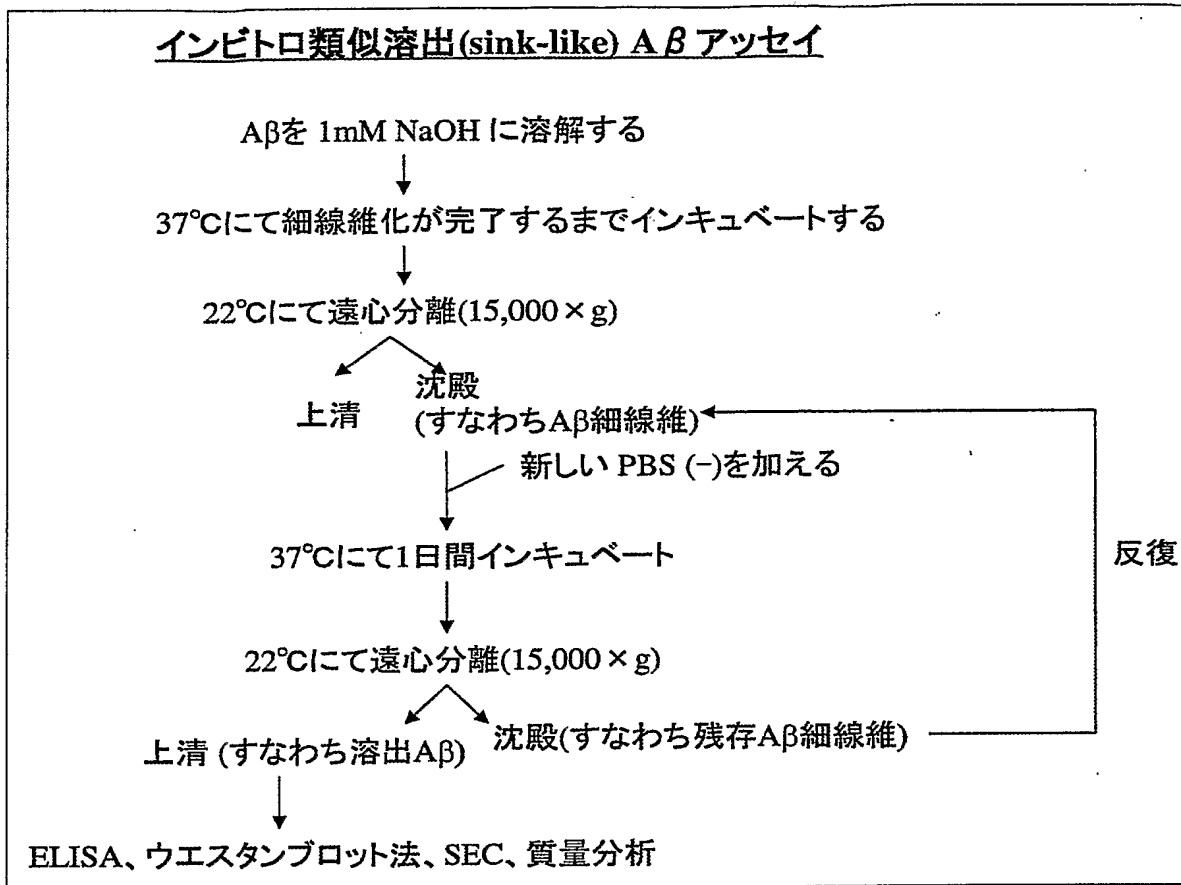 インビトロ類似溶出(sink-like) Aβアッセイ
Aβを 1mM NaOH に溶解する
37℃にて細線維化が完了するまでインキュベートする
22℃にて遠心分離(15,000×g)
上清
沈殿
(すなわちAβ細線維)
新しい PBS (−)を加える
37℃にて1日間インキュベート
反復
22℃にて遠心分離(15,000×g)
上清 (すなわち溶出Aβ)
沈殿(すなわち残存Aβ細線維)
ELISA、ウエスタンブロット法、SEC、質量分析